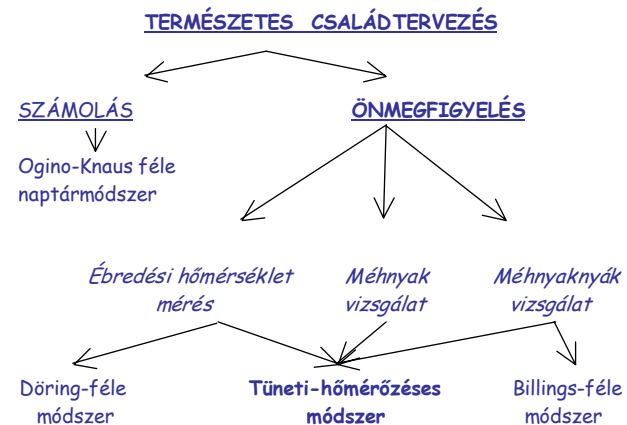 TERMÉSZETES CSALÁDTERVEZÉS
SZÁMOLÁS
ÖNMEGFIGYELÉS
Ogino-Knaus féle
naptármódszer
Ébredési hőmérséklet
mérés
Méhnyak
vizsgálat
Méhnyaknyák
vizsgálat
Döring-féle
módszer
Tüneti-hőmérőzéses
módszer
Billings-féle
módszer